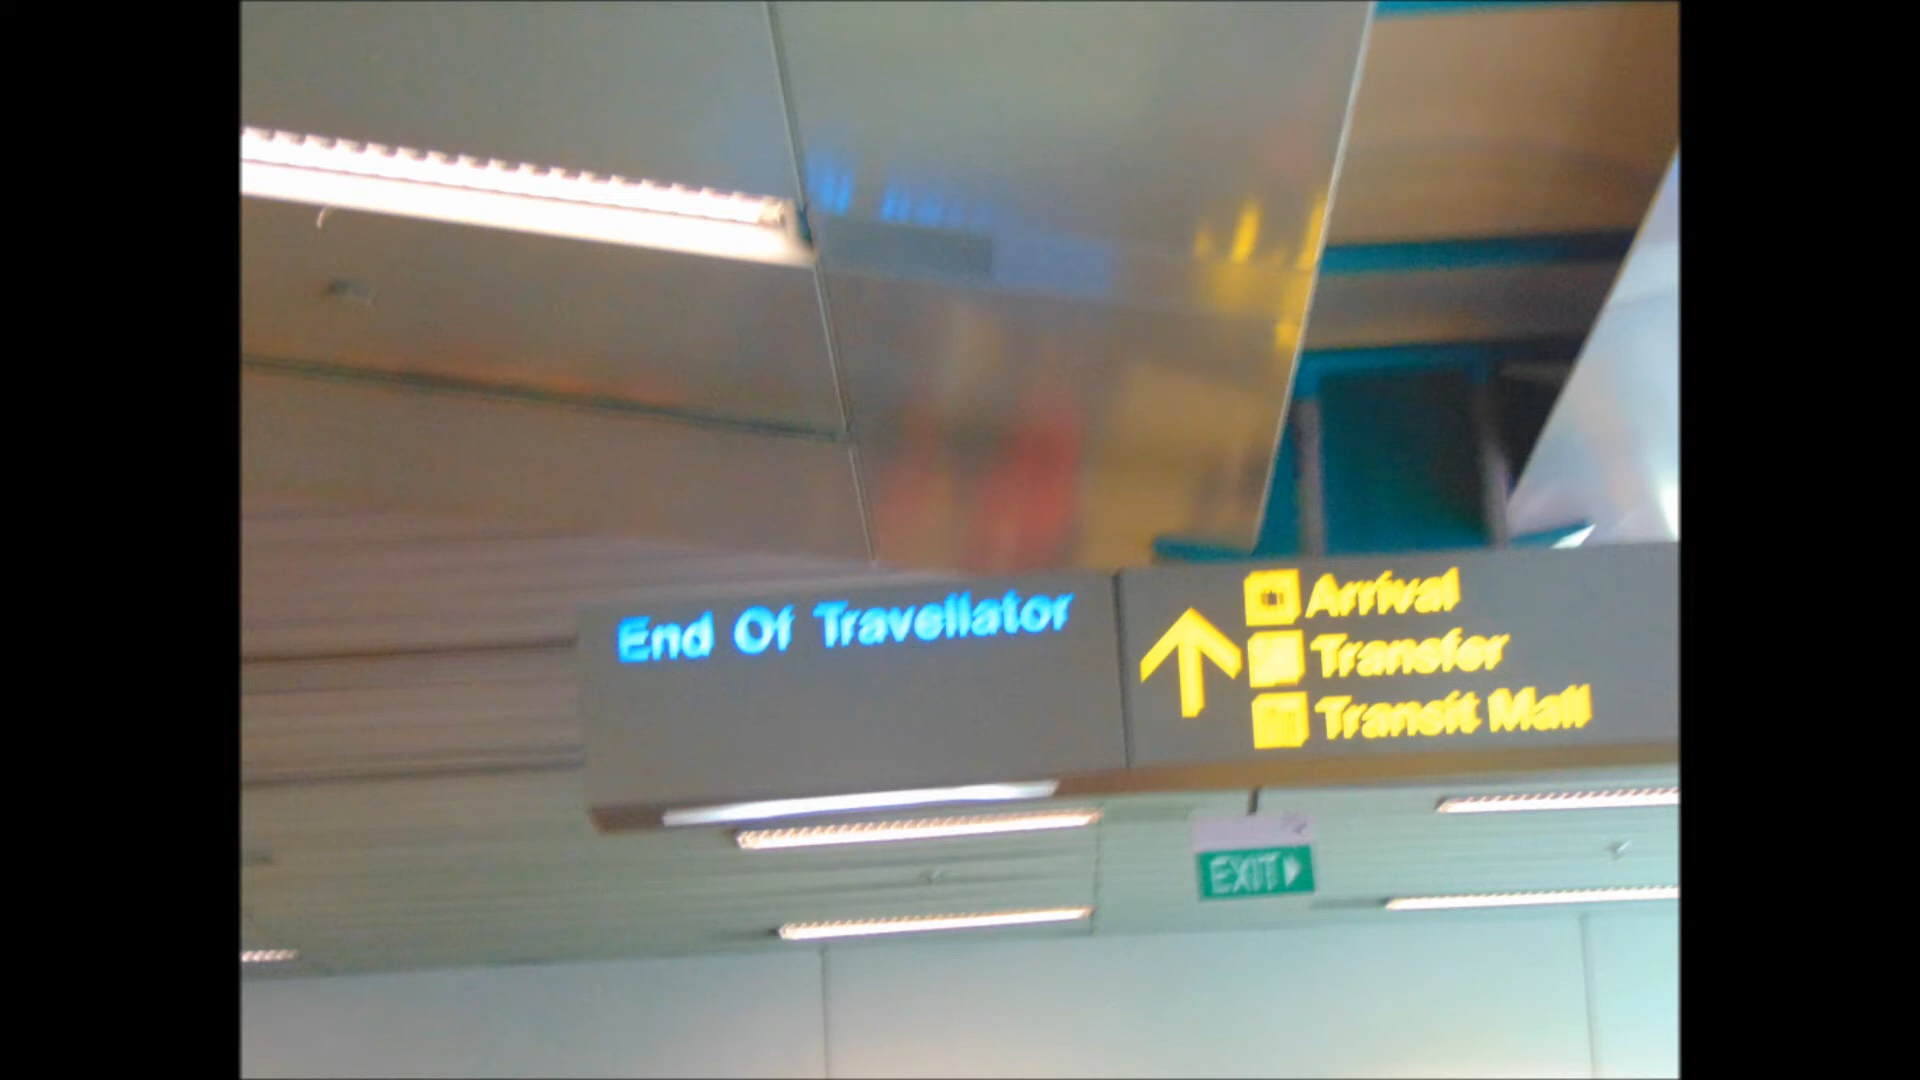 End Of Travellator
Arrival
Transfer
Transit Mall
EXIT